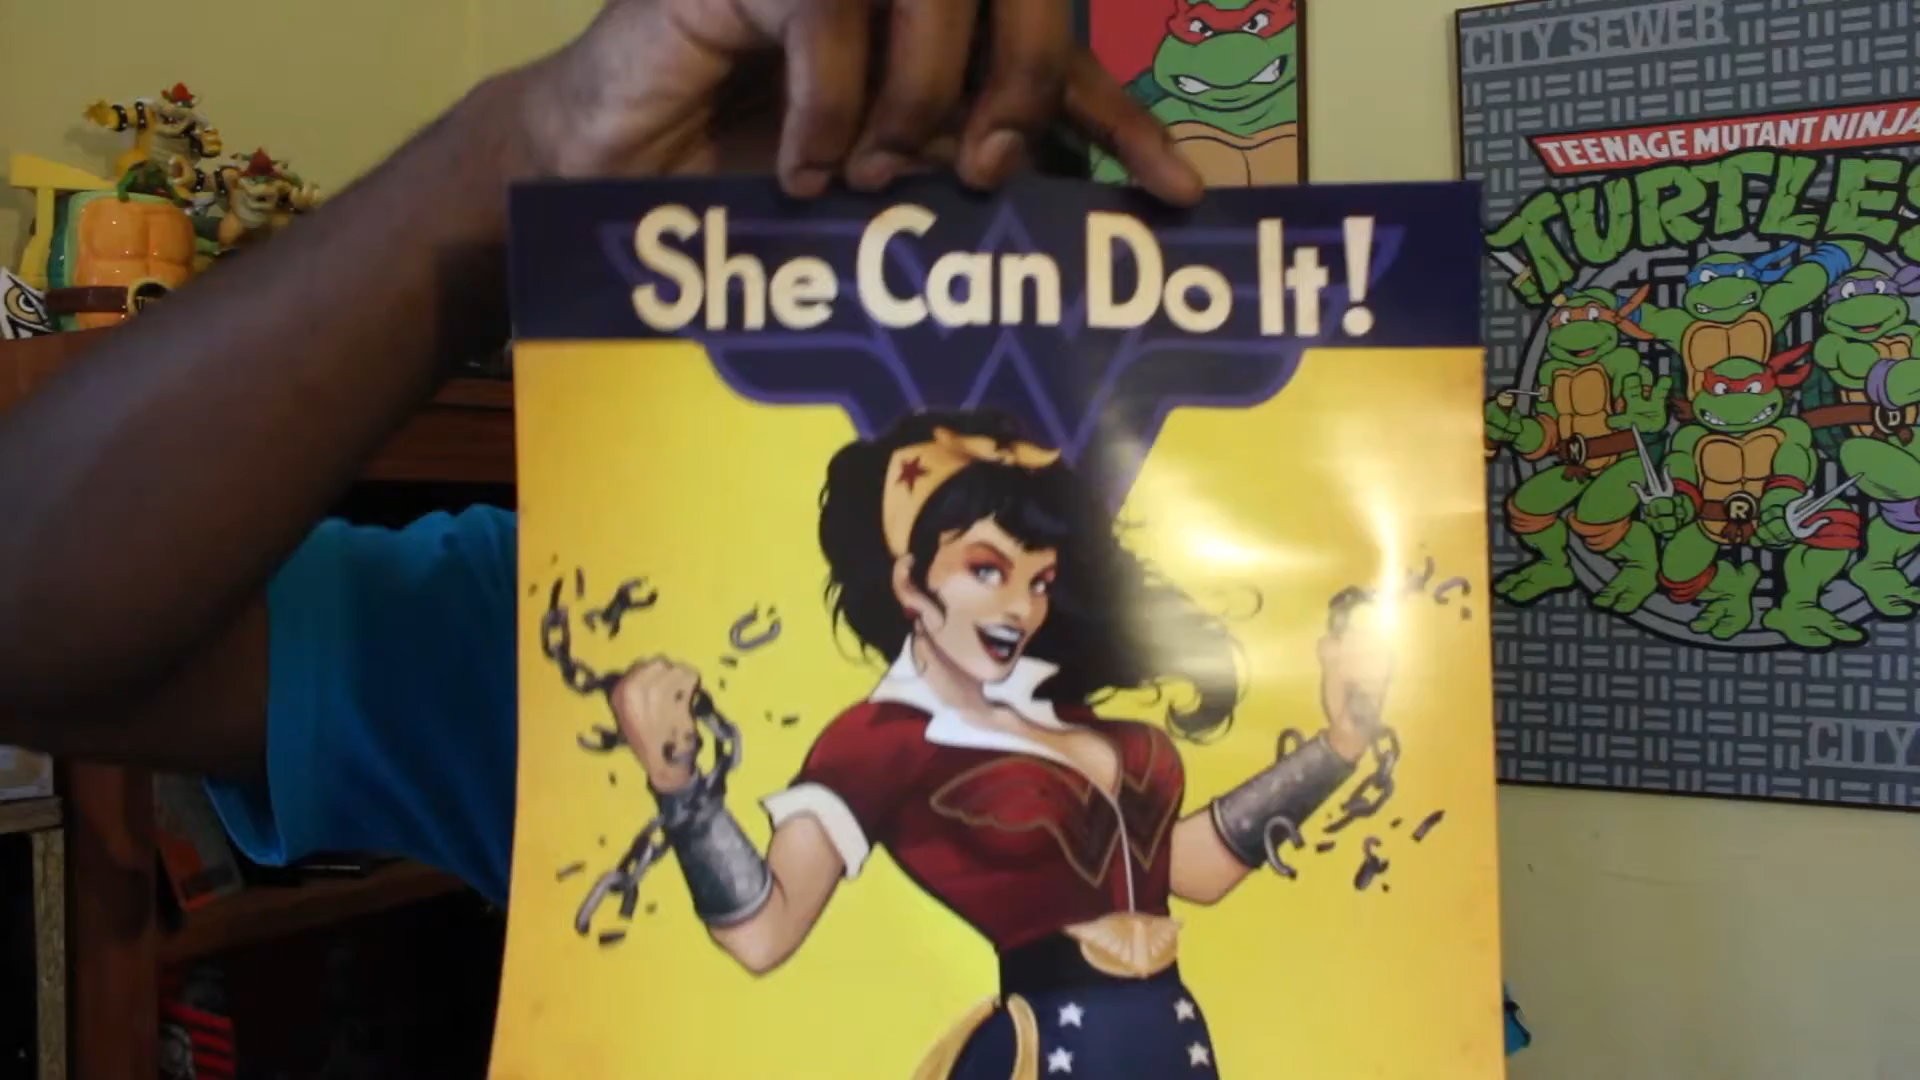 She Can Do It!
CITY SEWER
TEENAGE MUTANT NINJA
TURTLES
M
R
D
CITY